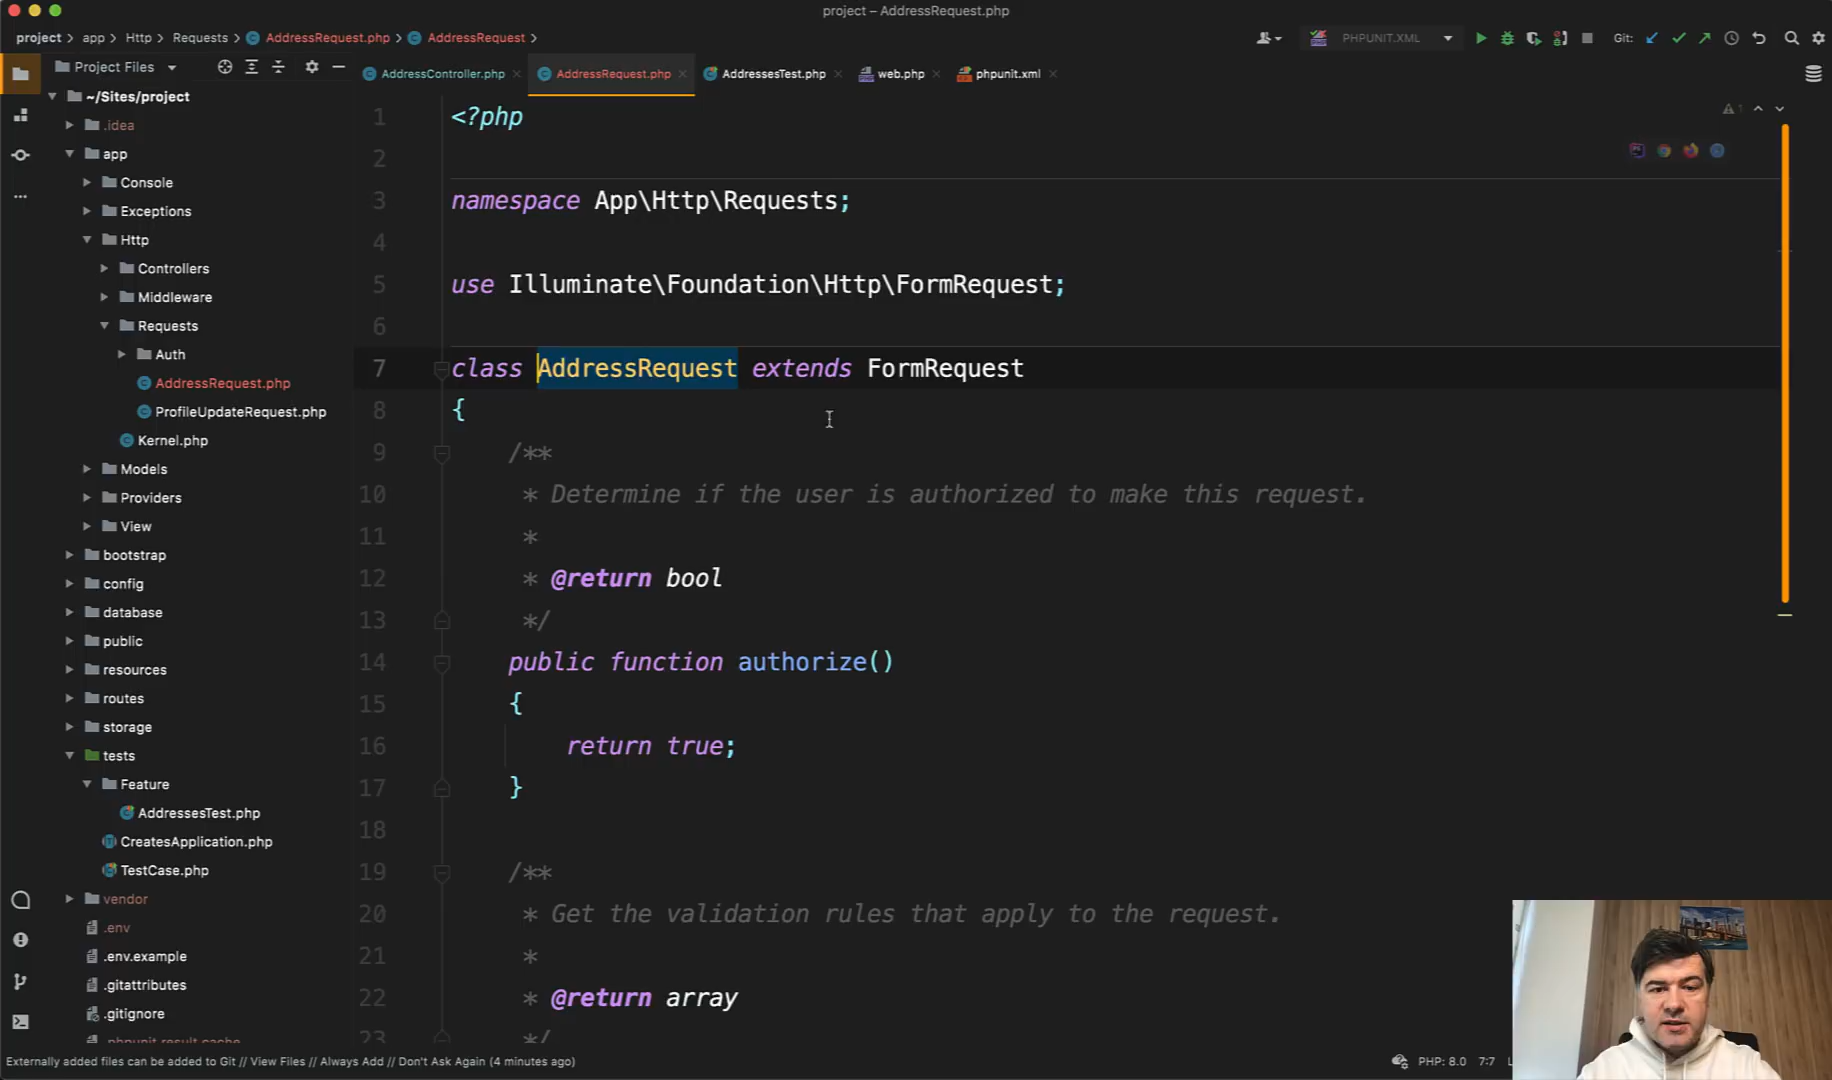 project – AddressRequest.php
project > app > Http > Requests > AddressRequest.php > AddressRequest >
PHPUNIT.XML
Git:
Project Files
AddressController.php
AddressRequest.php
AddressesTest.php
web.php
phpunit.xml
~/Sites/project
.idea
app
Console
Exceptions
Http
Controllers
Middleware
Requests
Auth
AddressRequest.php
ProfileUpdateRequest.php
Kernel.php
Models
Providers
View
bootstrap
config
database
public
resources
routes
storage
tests
Feature
AddressesTest.php
CreatesApplication.php
TestCase.php
vendor
.env
.env.example
.gitattributes
.gitignore
.phpunit.result.cache
1 <?php
2
3 namespace App\Http\Requests;
4
5 use Illuminate\Foundation\Http\FormRequest;
6
7 class AddressRequest extends FormRequest
8 {
9 /**
10 * Determine if the user is authorized to make this request.
11 *
12 * @return bool
13 */
14 public function authorize()
15 {
16 return true;
17 }
18
19 /**
20 * Get the validation rules that apply to the request.
21 *
22 * @return array
23 */
1
Externally added files can be added to Git // View Files // Always Add // Don't Ask Again (4 minutes ago)
PHP: 8.0 7:7